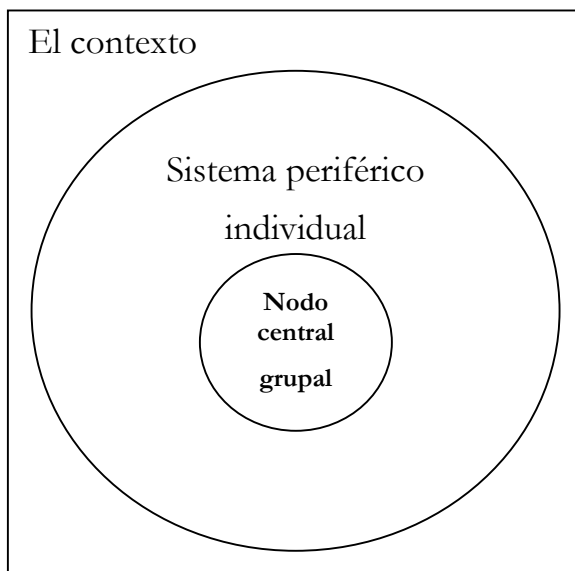 El contexto
Sistema periférico
individual
Nodo
central
grupal